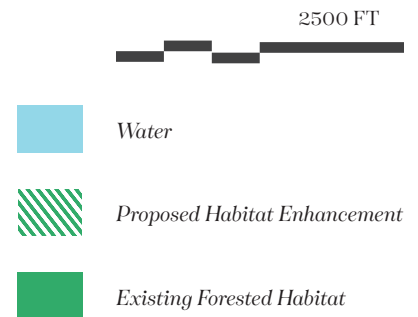 2500 FT
Water
Proposed Habitat Enhancement
Existing Forested Habitat